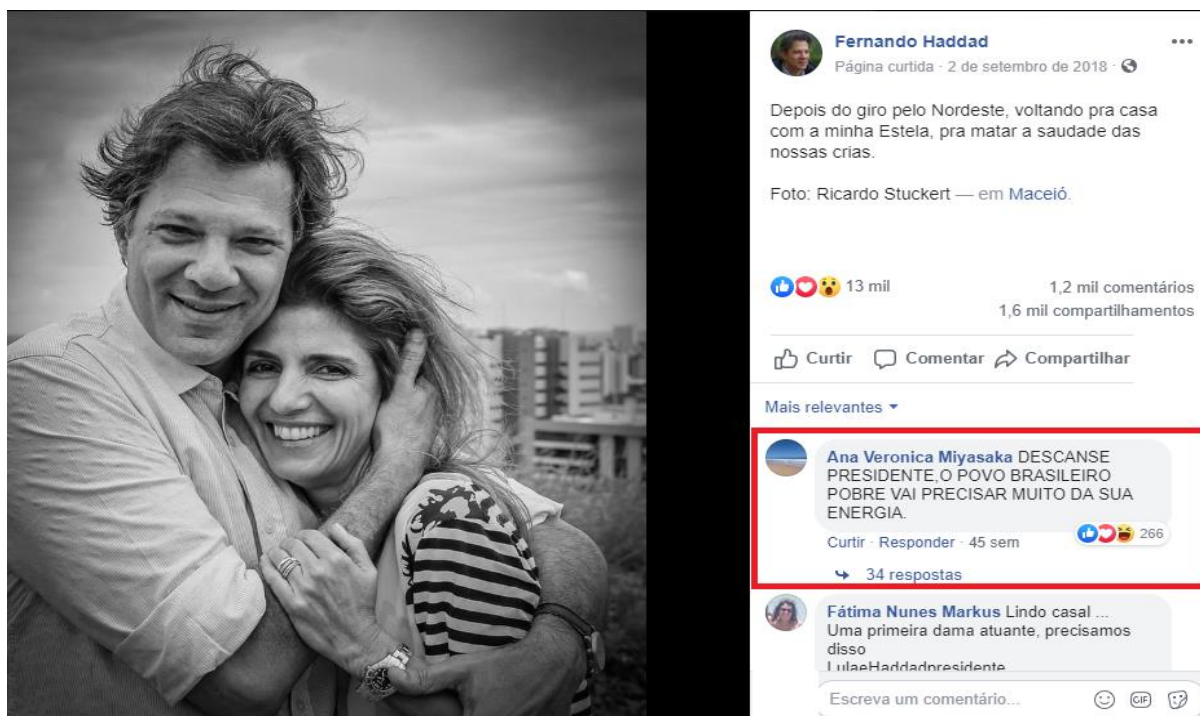 Fernando Haddad
Página curtida · 2 de setembro de 2018 ·
Depois do giro pelo Nordeste, voltando pra casa
com a minha Estela, pra matar a saudade das
nossas crias.
Foto: Ricardo Stuckert — em Maceió.
13 mil
1,2 mil comentários
1,6 mil compartilhamentos
Curtir Comentar Compartilhar
Mais relevantes
Ana Veronica Miyasaka DESCANSE
PRESIDENTE,O POVO BRASILEIRO
POBRE VAI PRECISAR MUITO DA SUA
ENERGIA.
266
Curtir · Responder · 45 sem
34 respostas
Fátima Nunes Markus Lindo casal ...
Uma primeira dama atuante, precisamos
disso
LulaeHaddadpresidente
Escreva um comentário...
GIF